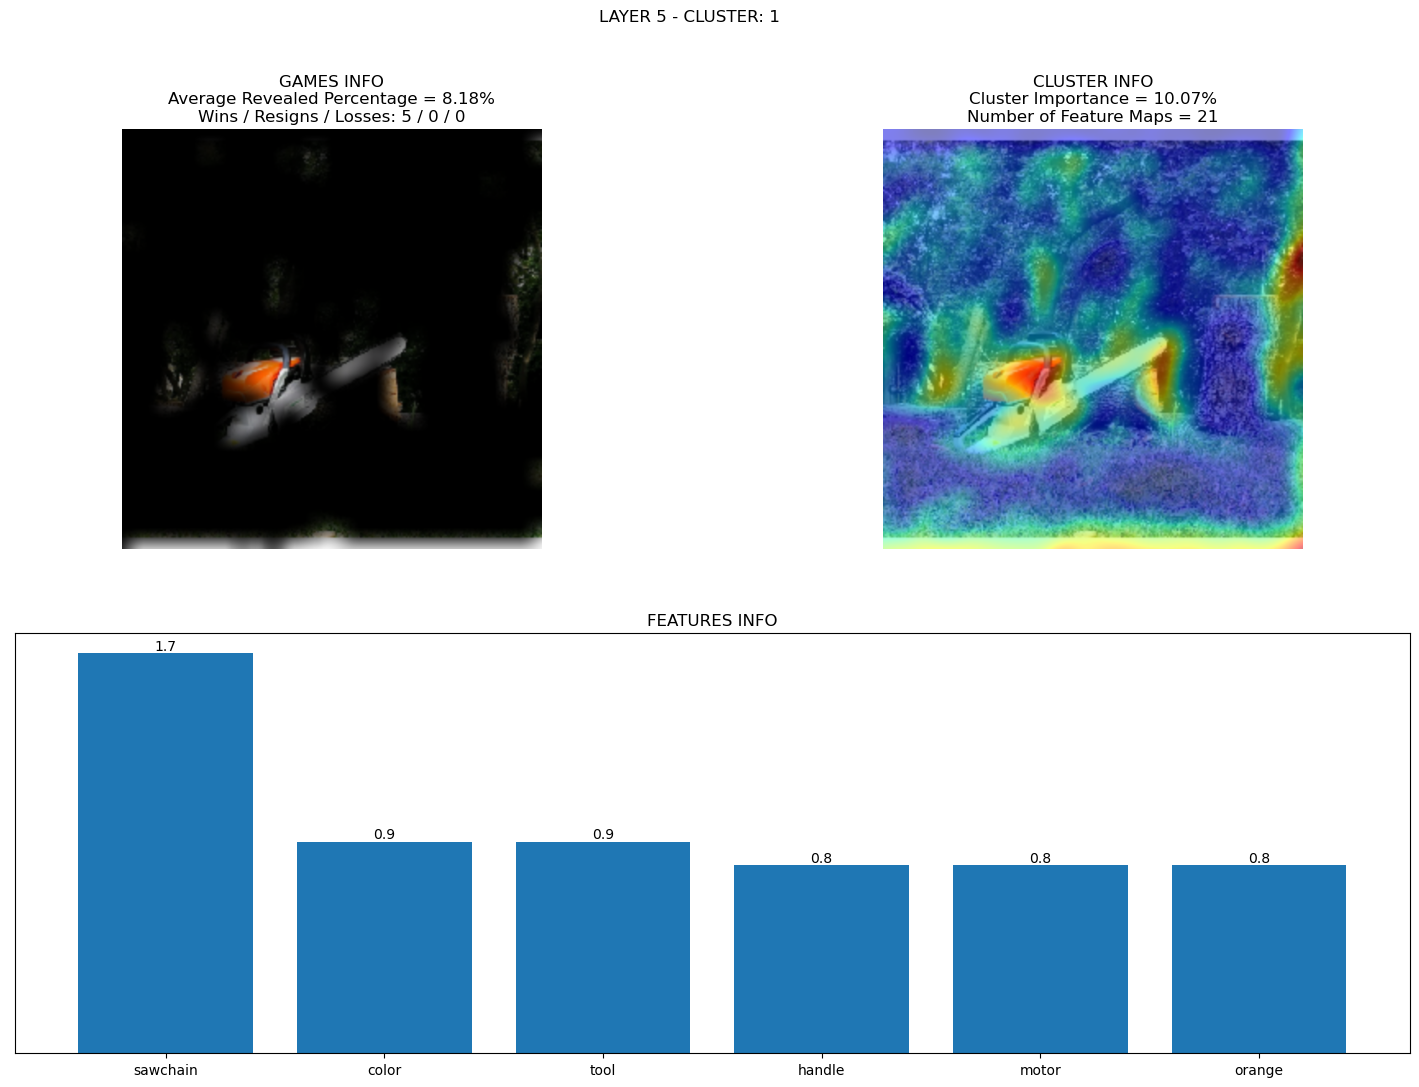 LAYER 5 - CLUSTER: 1
GAMES INFO
Average Revealed Percentage = 8.18%
Wins / Resigns / Losses: 5 / 0 / 0
CLUSTER INFO
Cluster Importance = 10.07%
Number of Feature Maps = 21
FEATURES INFO
1.7
0.9
0.9
0.8
0.8
0.8
sawchain
color
tool
handle
motor
orange